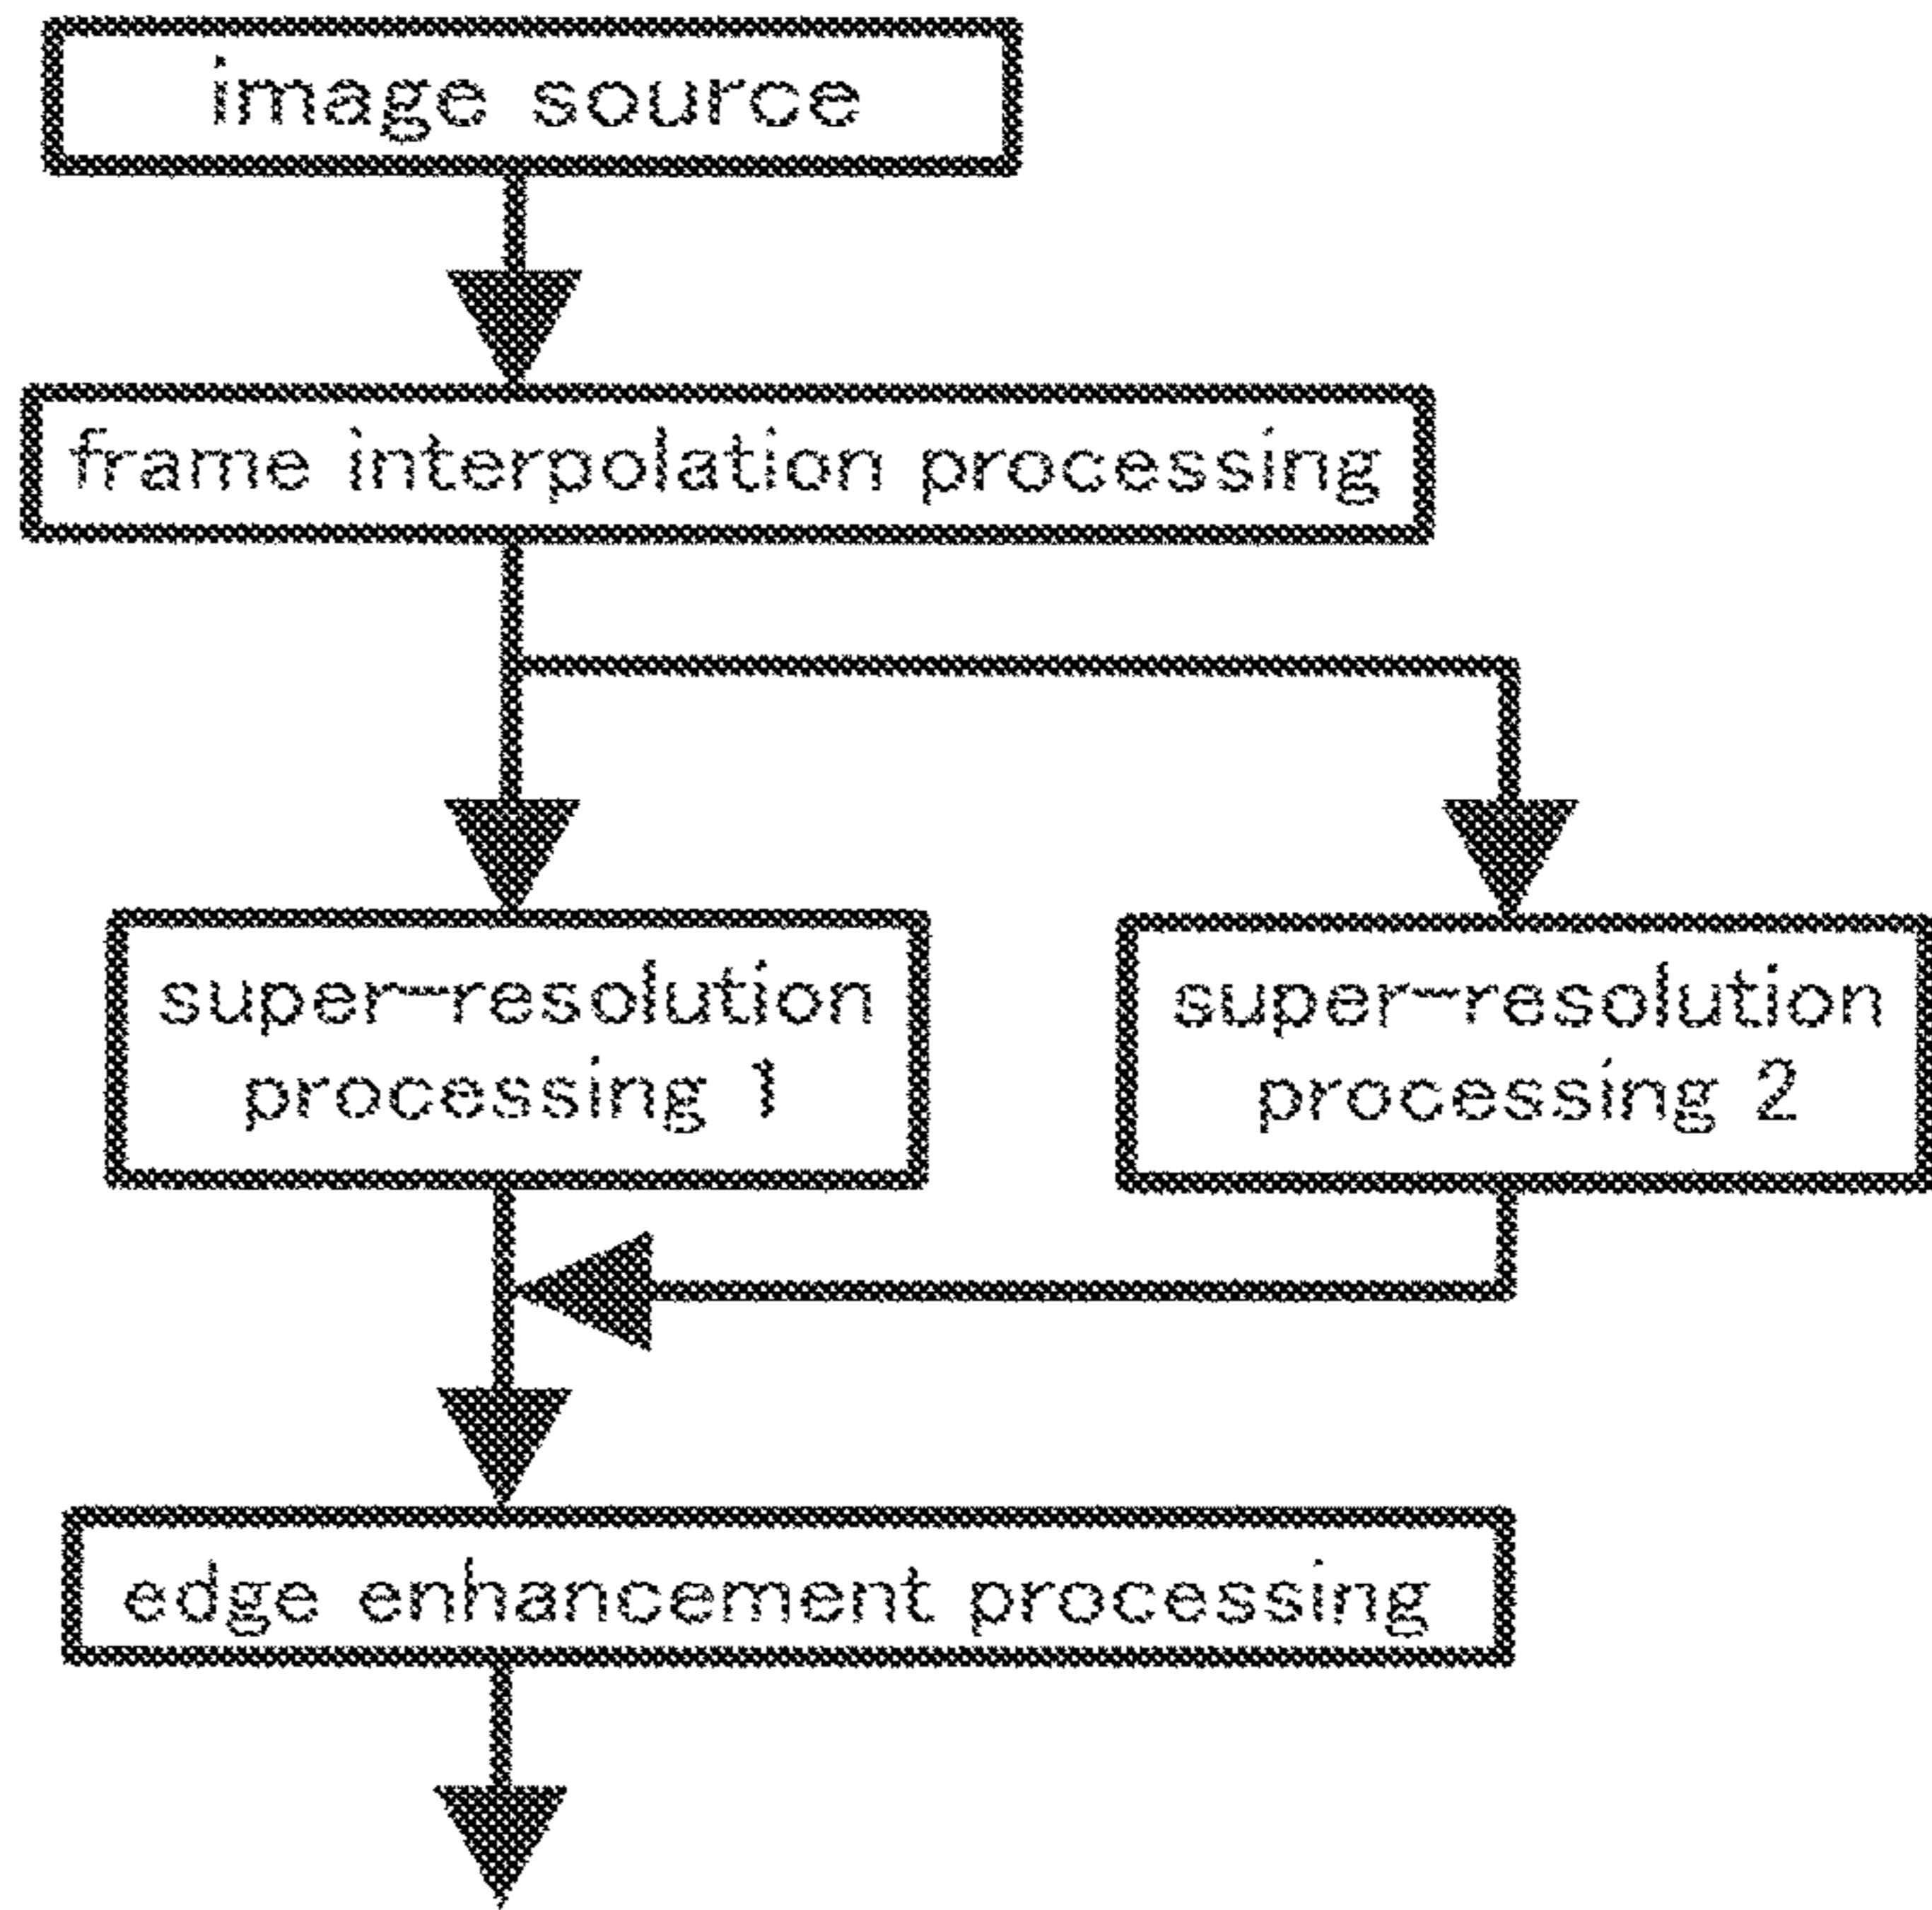 image source
frame interpolation processing
super-resolution
processing 1
super-resolution
processing 2
edge enhancement processing